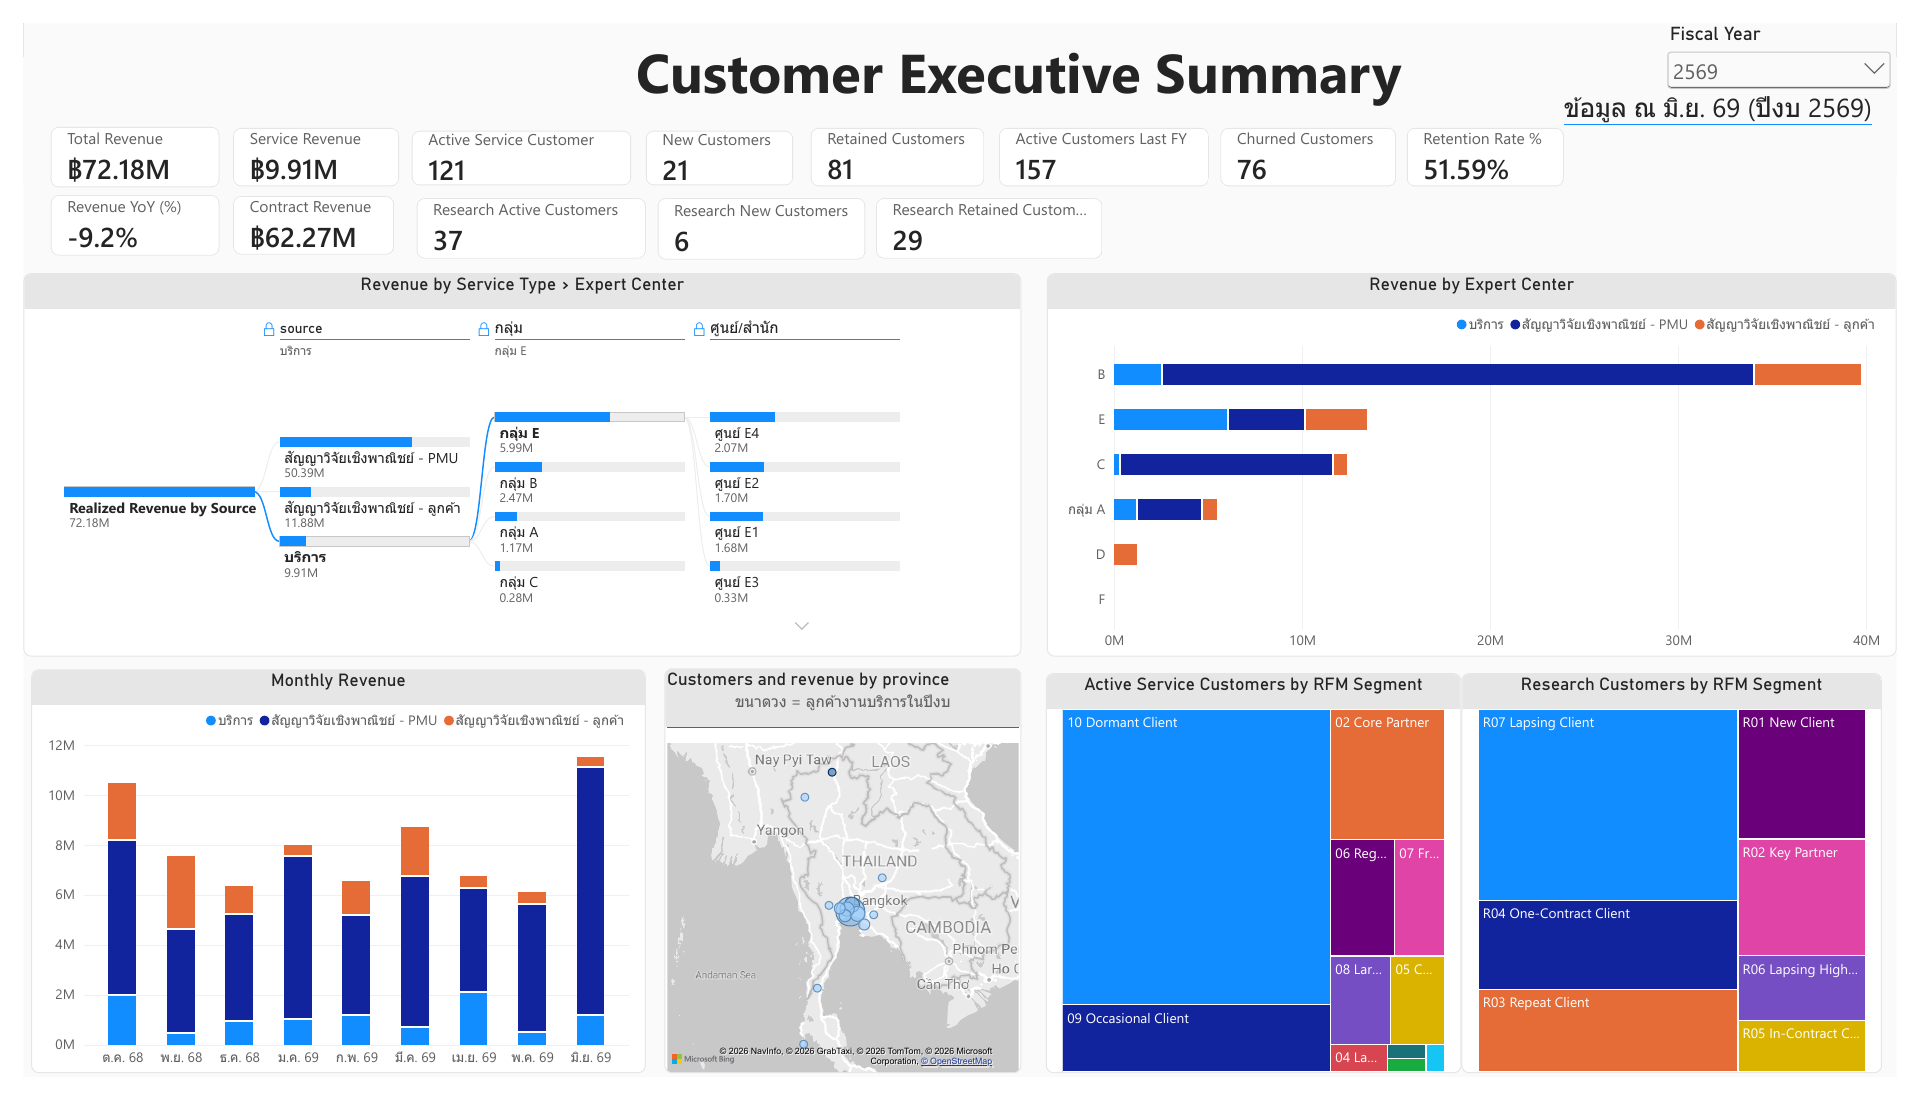 Customer Executive Summary
Fiscal Year
2569
ข้อมูล ณ มิ.ย. 69 (ปีงบ 2569)
Total Revenue
฿72.18M
Service Revenue
฿9.91M
Active Service Customer
121
New Customers
21
Retained Customers
81
Active Customers Last FY
157
Churned Customers
76
Retention Rate %
51.59%
Revenue YoY (%)
-9.2%
Contract Revenue
฿62.27M
Research Active Customers
37
Research New Customers
6
Research Retained Custom...
29
Revenue by Service Type > Expert Center
source
บริการ
กลุ่ม
กลุ่ม E
ศูนย์/สำนัก
Realized Revenue by Source
72.18M
สัญญาวิจัยเชิงพาณิชย์ - PMU
50.39M
สัญญาวิจัยเชิงพาณิชย์ - ลูกค้า
11.88M
บริการ
9.91M
กลุ่ม E
5.99M
กลุ่ม B
2.47M
กลุ่ม A
1.17M
กลุ่ม C
0.28M
ศูนย์ E4
2.07M
ศูนย์ E2
1.70M
ศูนย์ E1
1.68M
ศูนย์ E3
0.33M
Revenue by Expert Center
บริการ สัญญาวิจัยเชิงพาณิชย์ - PMU สัญญาวิจัยเชิงพาณิชย์ - ลูกค้า
B
E
C
กลุ่ม A
D
F
0M 10M 20M 30M 40M
Monthly Revenue
บริการ สัญญาวิจัยเชิงพาณิชย์ - PMU สัญญาวิจัยเชิงพาณิชย์ - ลูกค้า
12M
10M
8M
6M
4M
2M
0M
ต.ค. 68 พ.ย. 68 ธ.ค. 68 ม.ค. 69 ก.พ. 69 มี.ค. 69 เม.ย. 69 พ.ค. 69 มิ.ย. 69
Customers and revenue by province
ขนาดวง = ลูกค้างานบริการในปีงบ
Nay Pyi Taw
LAOS
Yangon
THAILAND
Bangkok
V
CAMBODIA
Phnom Pe
Ho C
Andaman Sea
Cần Thơ
Microsoft Bing
© 2026 NavInfo, © 2026 GrabTaxi, © 2026 TomTom, © 2026 Microsoft
Corporation, © OpenStreetMap
Active Service Customers by RFM Segment
10 Dormant Client
02 Core Partner
06 Reg...
07 Fr...
08 Lar...
05 C...
09 Occasional Client
04 La...
Research Customers by RFM Segment
R07 Lapsing Client
R01 New Client
R02 Key Partner
R04 One-Contract Client
R06 Lapsing High...
R03 Repeat Client
R05 In-Contract C...